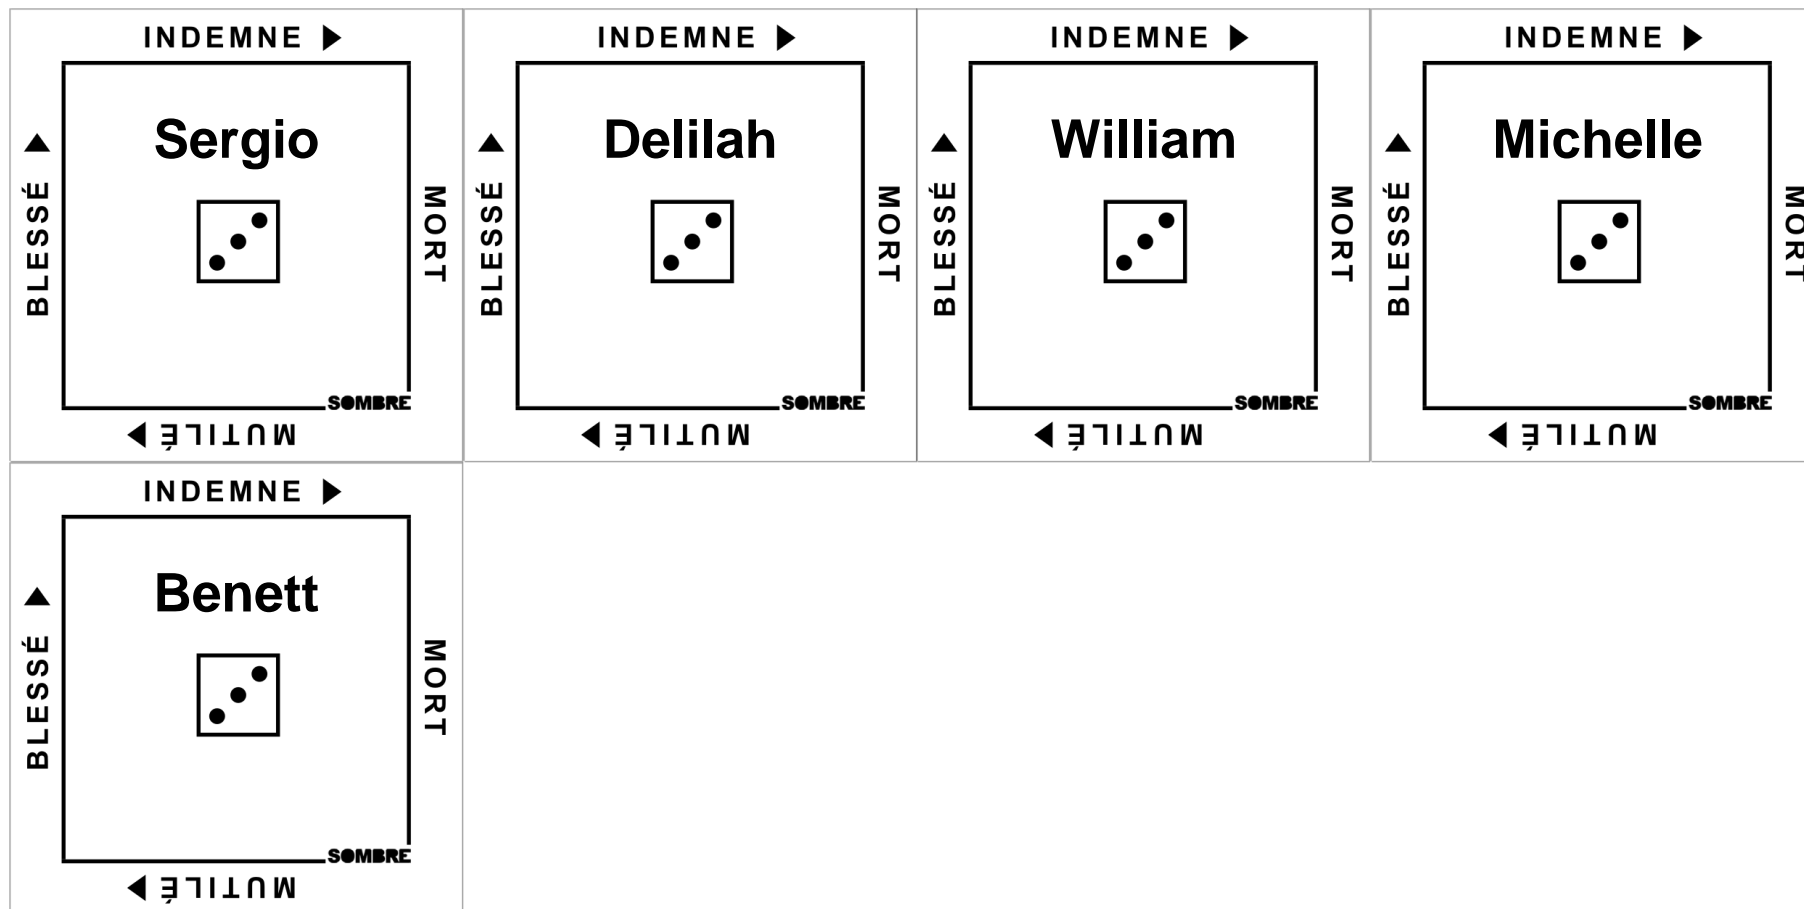 INDEMNE ▶
BLESSÉ ▶
Sergio
MORT
SOMBRE
MUTILÉ ▶
INDEMNE ▶
BLESSÉ ▶
Delilah
MORT
SOMBRE
MUTILÉ ▶
INDEMNE ▶
BLESSÉ ▶
William
MORT
SOMBRE
MUTILÉ ▶
INDEMNE ▶
BLESSÉ ▶
Michelle
MORT
SOMBRE
MUTILÉ ▶
INDEMNE ▶
BLESSÉ ▶
Benett
MORT
SOMBRE
MUTILÉ ▶